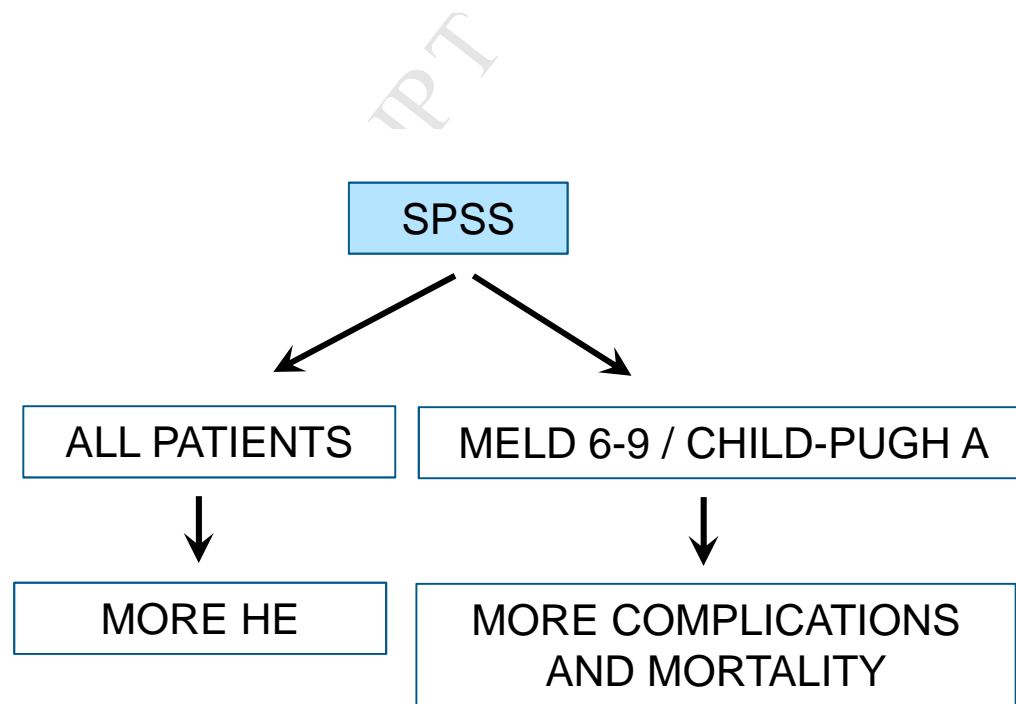 SPSS
ALL PATIENTS
MELD 6-9 / CHILD-PUGH A
MORE HE
MORE COMPLICATIONS
AND MORTALITY